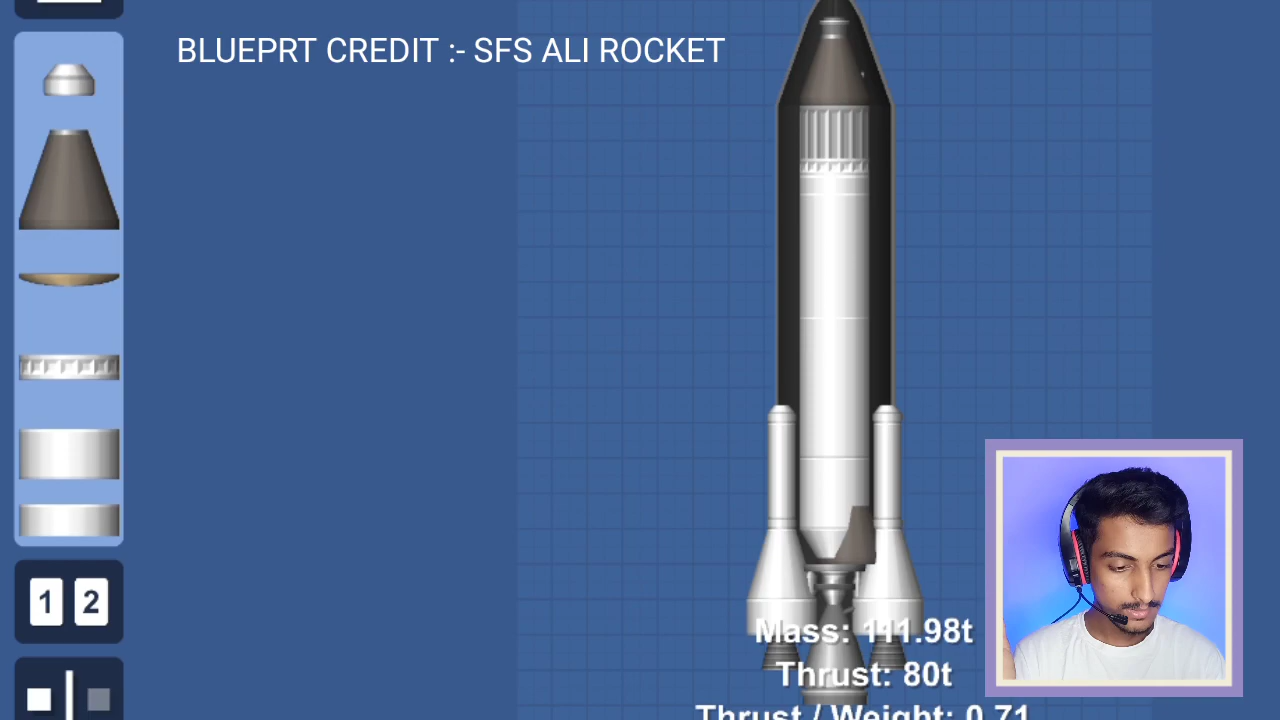 BLUEPRT CREDIT :- SFS ALI ROCKET
1 2
Mass: 111.98t
Thrust: 80t
Thrust / Weight: 0.71